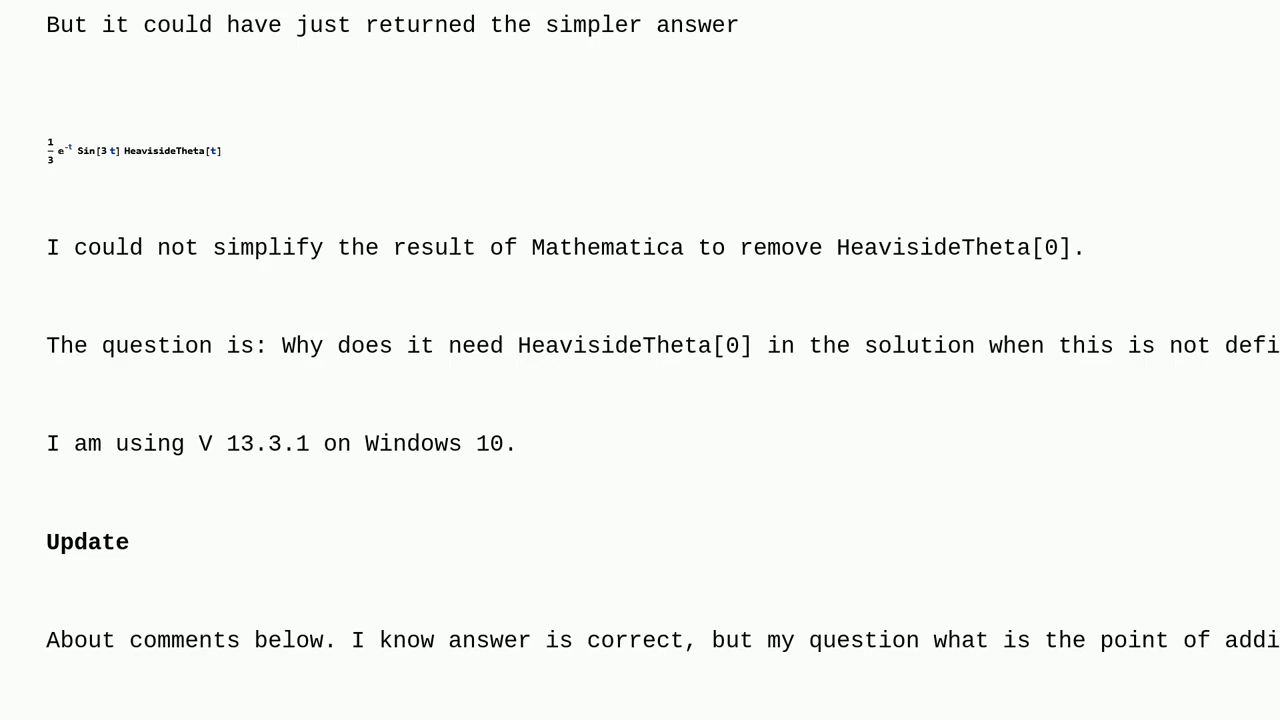 But it could have just returned the simpler answer
1/3 e^-t Sin[3 t] HeavisideTheta[t]
I could not simplify the result of Mathematica to remove HeavisideTheta[0].
The question is: Why does it need HeavisideTheta[0] in the solution when this is not defi
I am using V 13.3.1 on Windows 10.
Update
About comments below. I know answer is correct, but my question what is the point of addi